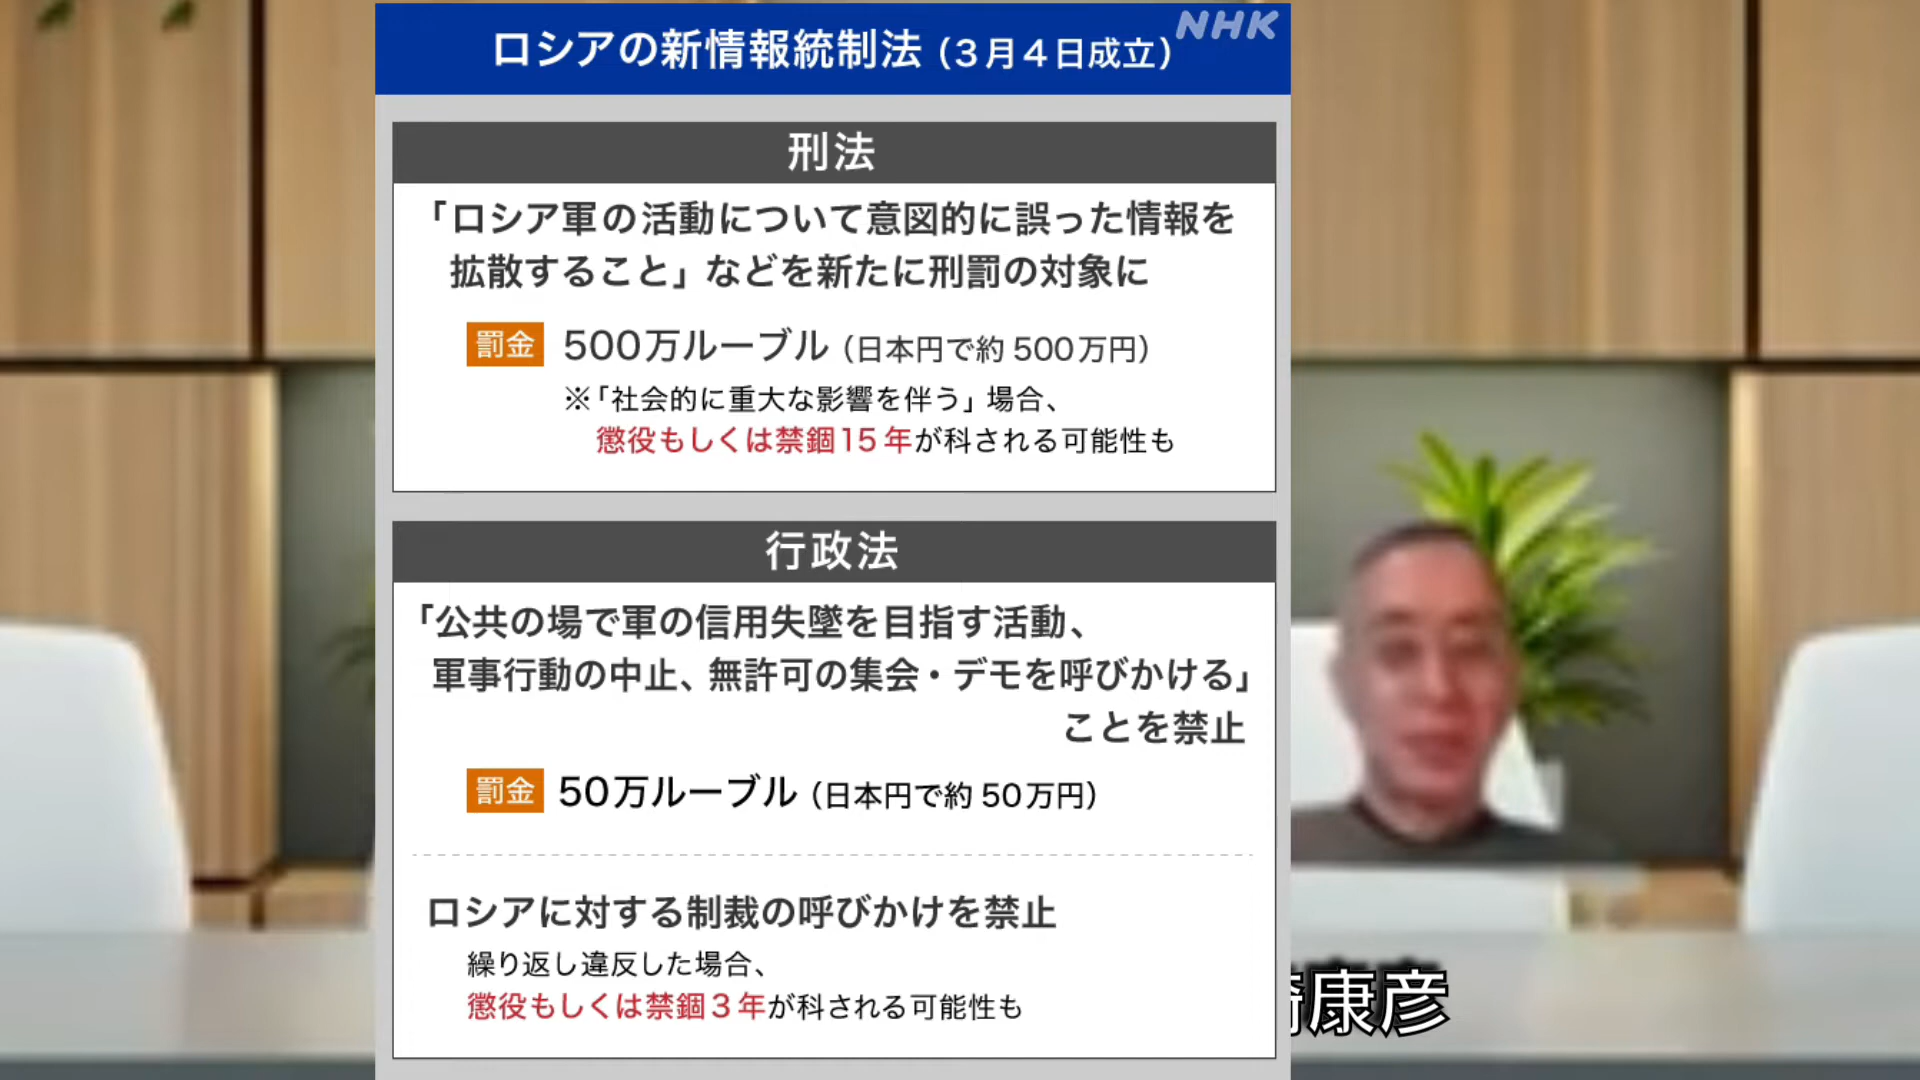 ロシアの新情報統制法(3月4日成立)
NHK
刑法
「ロシア軍の活動について意図的に誤った情報を
拡散すること」などを新たに刑罰の対象に
罰金 500万ルーブル(日本円で約500万円)
※「社会的に重大な影響を伴う」場合、
懲役もしくは禁錮15年が科される可能性も
行政法
「公共の場で軍の信用失墜を目指す活動、
軍事行動の中止、無許可の集会・デモを呼びかける」
ことを禁止
罰金 50万ルーブル(日本円で約50万円)
ロシアに対する制裁の呼びかけを禁止
繰り返し違反した場合、
懲役もしくは禁錮3年が科される可能性も
康彦